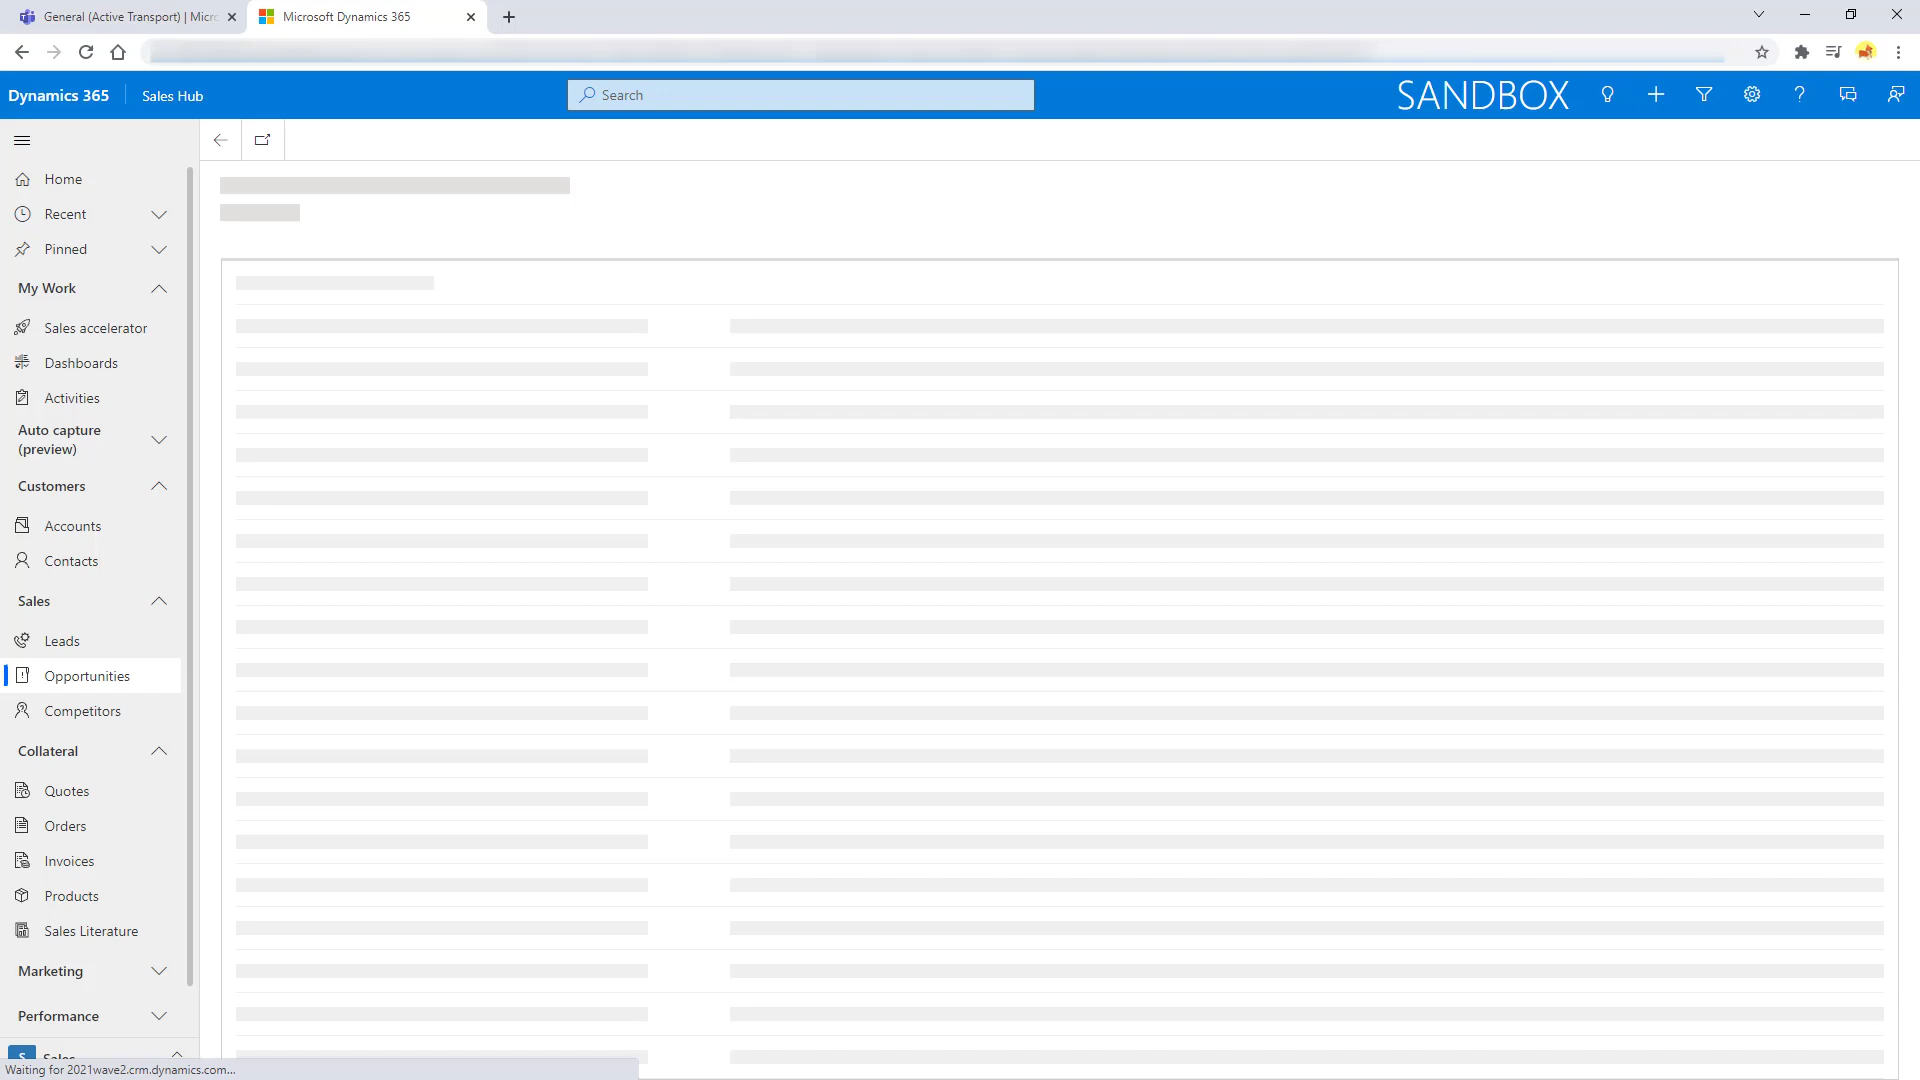 General (Active Transport) | Micro
Microsoft Dynamics 365
Dynamics 365
Sales Hub
Search
SANDBOX
Home
Recent
Pinned
My Work
Sales accelerator
Dashboards
Activities
Auto capture
(preview)
Customers
Accounts
Contacts
Sales
Leads
Opportunities
Competitors
Collateral
Quotes
Orders
Invoices
Products
Sales Literature
Marketing
Performance
S
Sales
Waiting for 2021wave2.crm.dynamics.com...